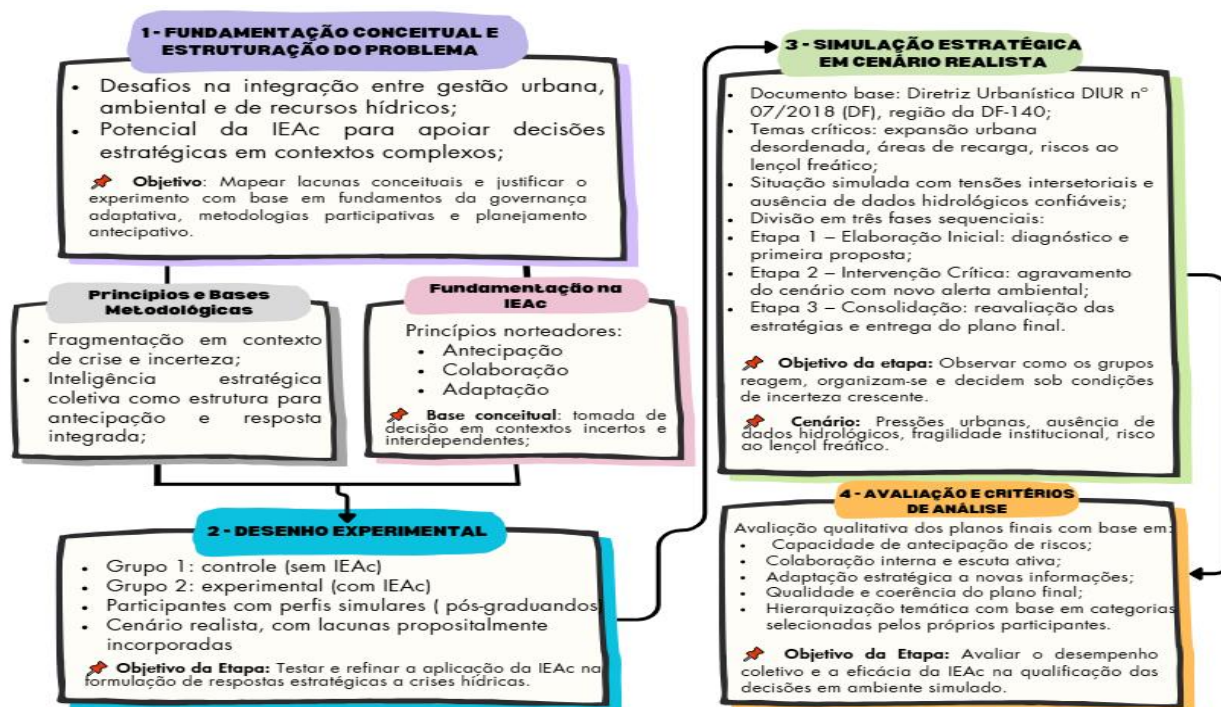 1 - FUNDAMENTAÇÃO CONCEITUAL E
ESTRUTURAÇÃO DO PROBLEMA
• Desafios na integração entre gestão urbana,
ambiental e de recursos hídricos;
• Potencial da IEAc para apoiar decisões
estratégicas em contextos complexos;
Objetivo: Mapear lacunas conceituais e justificar o
experimento com base em fundamentos da governança
adaptativa, metodologias participativas e planejamento
antecipativo.
Princípios e Bases
Metodológicas
• Fragmentação em contexto
de crise e incerteza;
• Inteligência estratégica
coletiva como estrutura para
antecipação e resposta
integrada;
Fundamentação na
IEAc
Princípios norteadores:
• Antecipação
• Colaboração
• Adaptação
Base conceitual: tomada de
decisão em contextos incertos e
interdependentes;
2 - DESENHO EXPERIMENTAL
• Grupo 1: controle (sem IEAc)
• Grupo 2: experimental (com IEAc)
• Participantes com perfis simulares ( pós-graduandos)
• Cenário realista, com lacunas propositalmente
incorporadas
Objetivo da Etapa: Testar e refinar a aplicação da IEAc na
formulação de respostas estratégicas a crises hídricas.
3 - SIMULAÇÃO ESTRATÉGICA
EM CENÁRIO REALISTA
• Documento base: Diretriz Urbanística DIUR nº
07/2018 (DF), região da DF-140;
• Temas críticos: expansão urbana
desordenada, áreas de recarga, riscos ao
lençol freático;
• Situação simulada com tensões intersetoriais e
ausência de dados hidrológicos confiáveis;
• Divisão em três fases sequenciais:
• Etapa 1 – Elaboração Inicial: diagnóstico e
primeira proposta;
• Etapa 2 – Intervenção Crítica: agravamento
do cenário com novo alerta ambiental;
• Etapa 3 – Consolidação: reavaliação das
estratégias e entrega do plano final.
Objetivo da etapa: Observar como os grupos
reagem, organizam-se e decidem sob condições
de incerteza crescente.
Cenário: Pressões urbanas, ausência de
dados hidrológicos, fragilidade institucional, risco
ao lençol freático.
4 - AVALIAÇÃO E CRITÉRIOS
DE ANÁLISE
Avaliação qualitativa dos planos finais com base em:
• Capacidade de antecipação de riscos;
• Colaboração interna e escuta ativa;
• Adaptação estratégica a novas informações;
• Qualidade e coerência do plano final;
• Hierarquização temática com base em categorias
selecionadas pelos próprios participantes.
Objetivo da Etapa: Avaliar o desempenho
coletivo e a eficácia da IEAc na qualificação das
decisões em ambiente simulado.